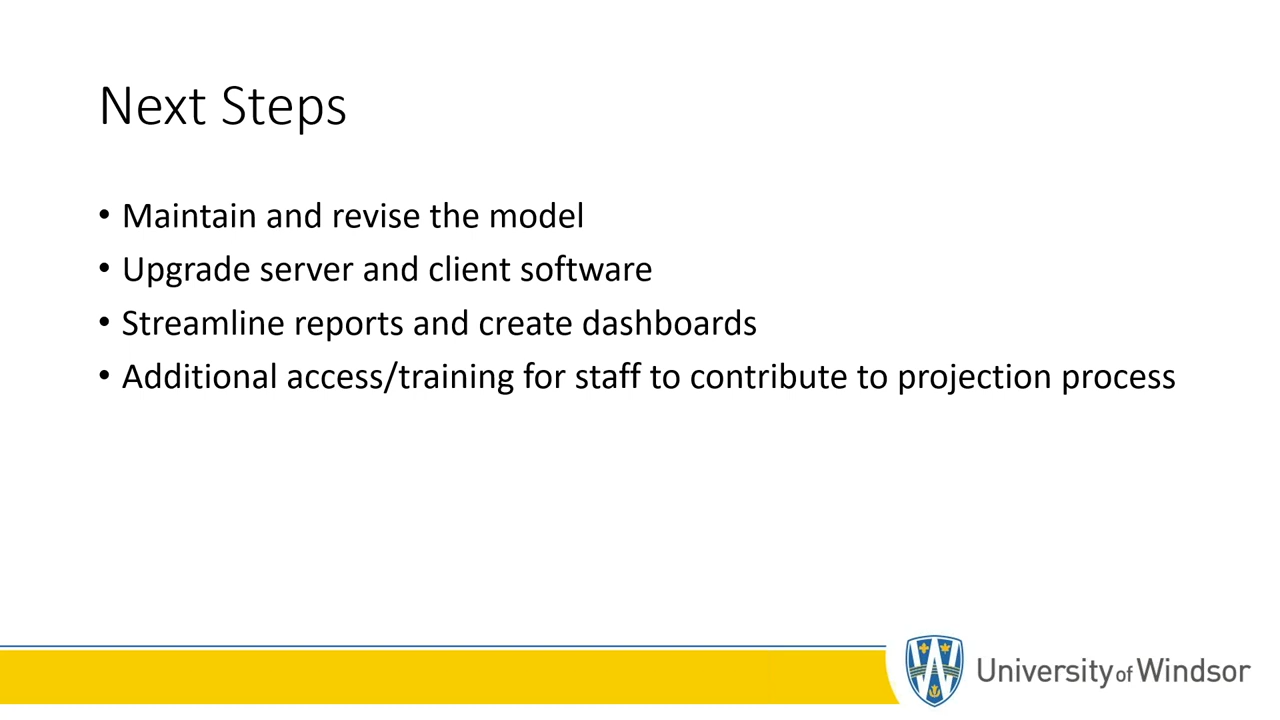 Next Steps
• Maintain and revise the model
• Upgrade server and client software
• Streamline reports and create dashboards
• Additional access/training for staff to contribute to projection process
University of Windsor